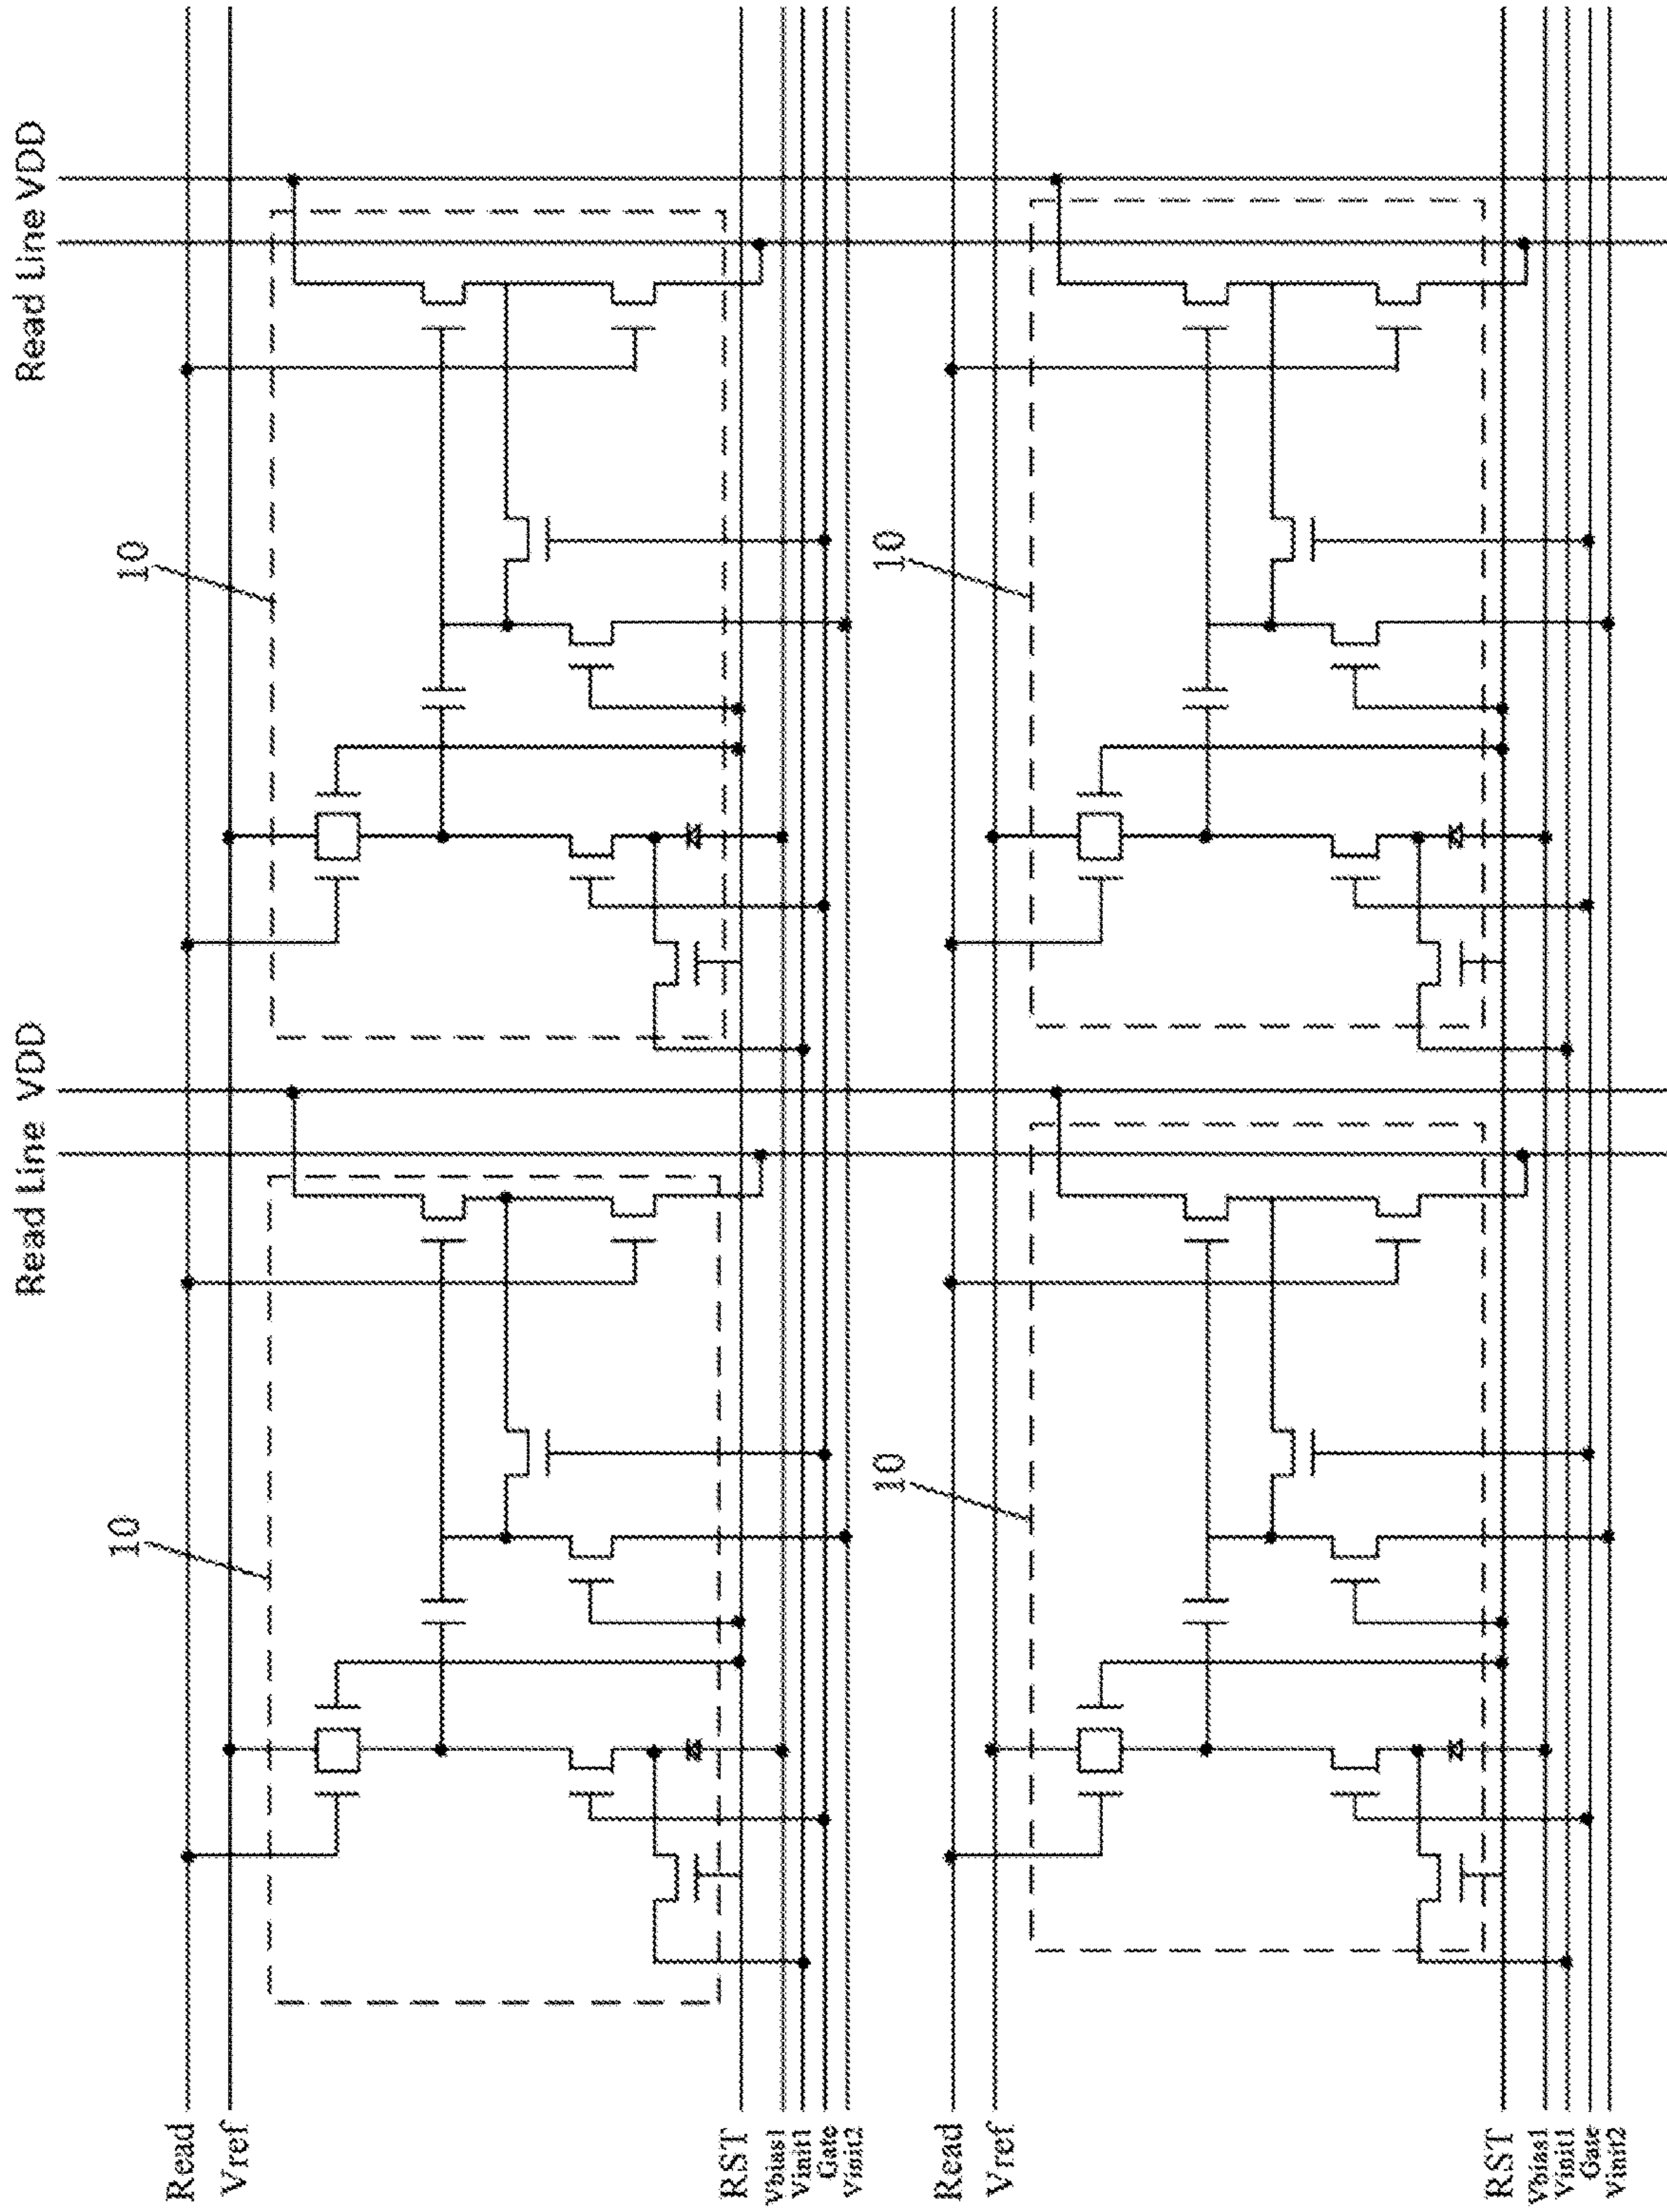 Read Line VDD
Read Line VDD
Read
Vref
10
10
RST
Vbias1
Vinit1
Gate
Vinit2
Read
Vref
10
10
RST
Vbias1
Vinit1
Gate
Vinit2